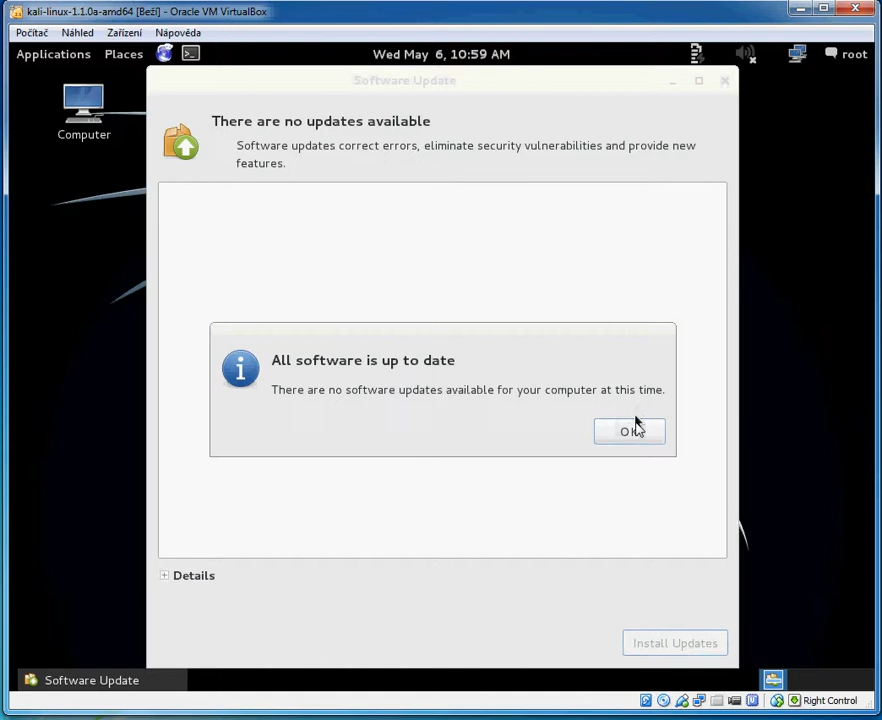 kali-linux-1.1.0a-amd64 [Beží] - Oracle VM VirtualBox
Počítač Náhled Zařízení Nápověda
Applications Places Wed May 6, 10:59 AM root
Software Update
Computer
There are no updates available
Software updates correct errors, eliminate security vulnerabilities and provide new
features.
All software is up to date
There are no software updates available for your computer at this time.
OK
Details
Install Updates
Software Update
Right Control